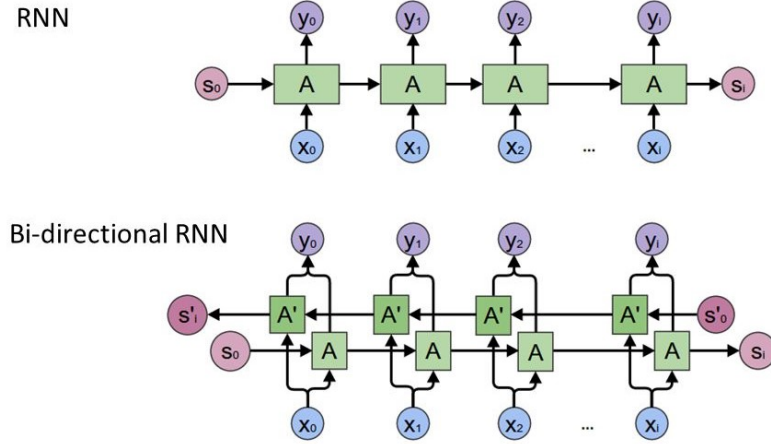 RNN
y₀ y₁ y₂ yᵢ
s₀ A A A A sᵢ
x₀ x₁ x₂ ... xᵢ
Bi-directional RNN
y₀ y₁ y₂ yᵢ
s'ᵢ A' A' A' A' s'₀
s₀ A A A A sᵢ
x₀ x₁ x₂ ... xᵢ